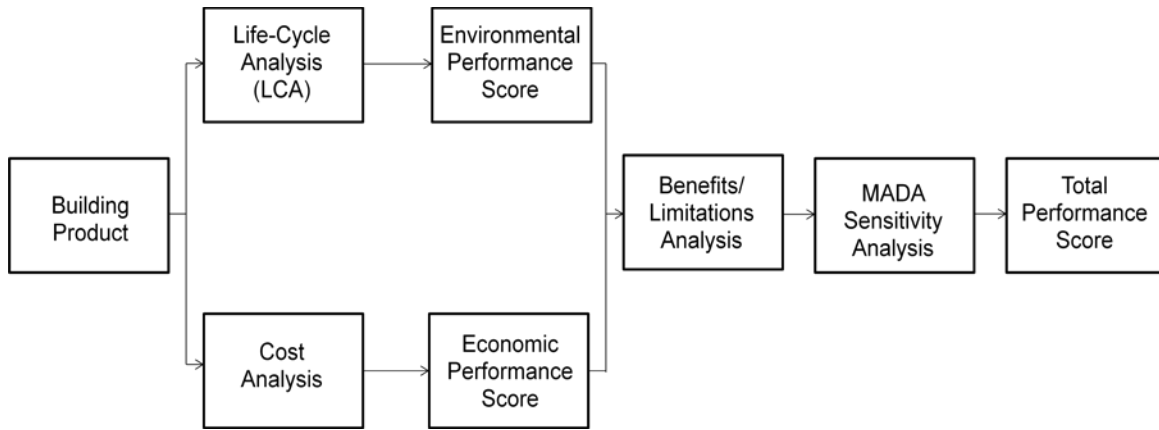 Life-Cycle
Analysis
(LCA)
Environmental
Performance
Score
Building
Product
Benefits/
Limitations
Analysis
MADA
Sensitivity
Analysis
Total
Performance
Score
Cost
Analysis
Economic
Performance
Score